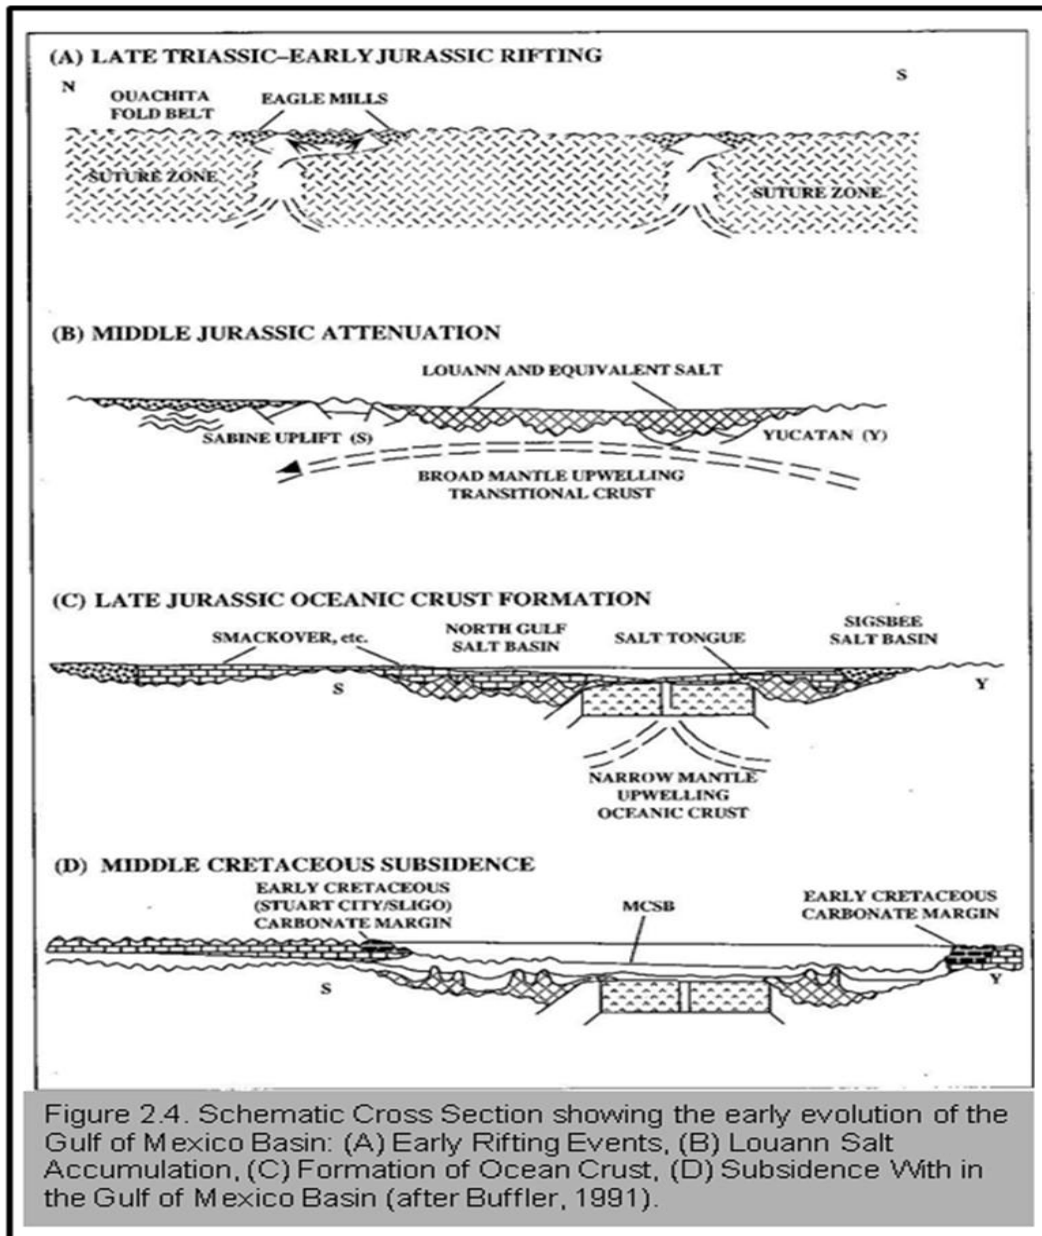 (A) LATE TRIASSIC–EARLY JURASSIC RIFTING
N
S
OUACHITA
FOLD BELT
EAGLE MILLS
SUTURE ZONE
SUTURE ZONE
(B) MIDDLE JURASSIC ATTENUATION
LOUANN AND EQUIVALENT SALT
SABINE UPLIFT (S)
YUCATAN (Y)
BROAD MANTLE UPWELLING
TRANSITIONAL CRUST
(C) LATE JURASSIC OCEANIC CRUST FORMATION
SMACKOVER, etc.
NORTH GULF
SALT BASIN
SALT TONGUE
SIGSBEE
SALT BASIN
S
Y
NARROW MANTLE
UPWELLING
OCEANIC CRUST
(D) MIDDLE CRETACEOUS SUBSIDENCE
EARLY CRETACEOUS
(STUART CITY/SLIGO)
CARBONATE MARGIN
MCSB
EARLY CRETACEOUS
CARBONATE MARGIN
S
Y
Figure 2.4. Schematic Cross Section showing the early evolution of the
Gulf of Mexico Basin: (A) Early Rifting Events, (B) Louann Salt
Accumulation, (C) Formation of Ocean Crust, (D) Subsidence With in
the Gulf of Mexico Basin (after Buffler, 1991).